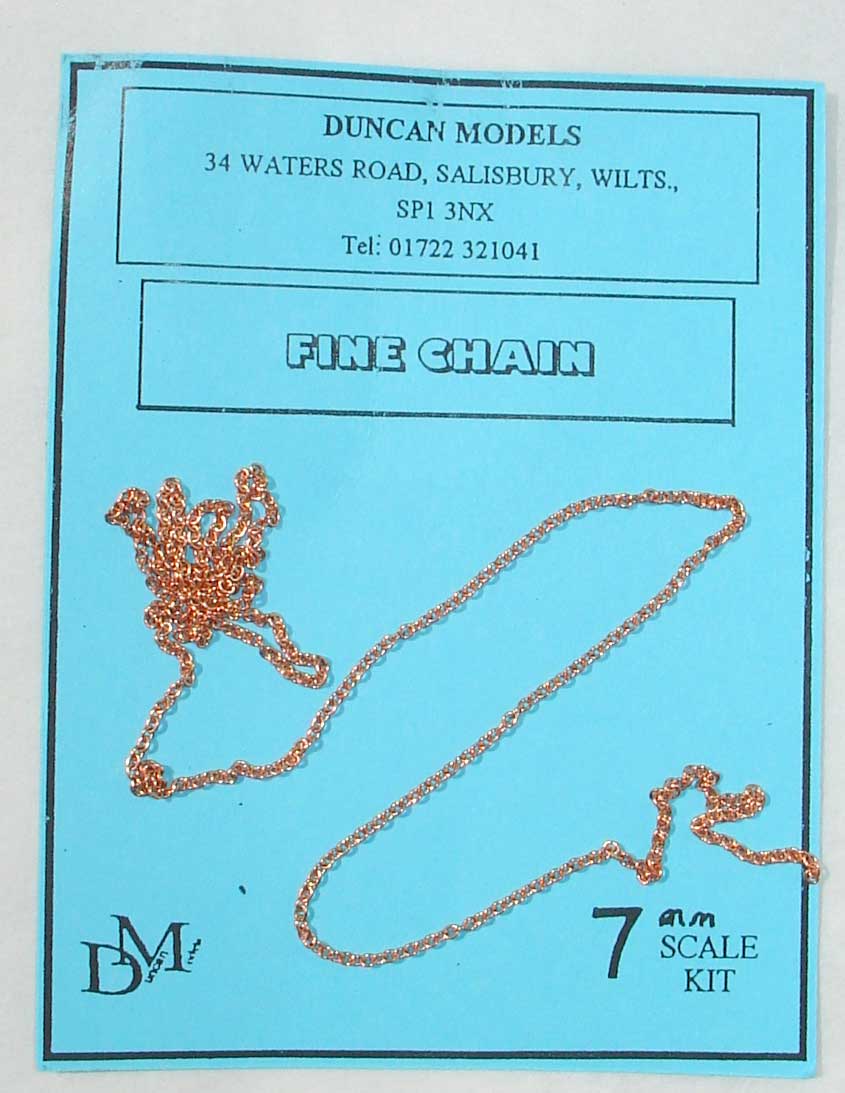 DUNCAN MODELS
34 WATERS ROAD, SALISBURY, WILTS.,
SP1 3NX
Tel: 01722 321041
FINE CHAIN
DM
7 mm
SCALE
KIT